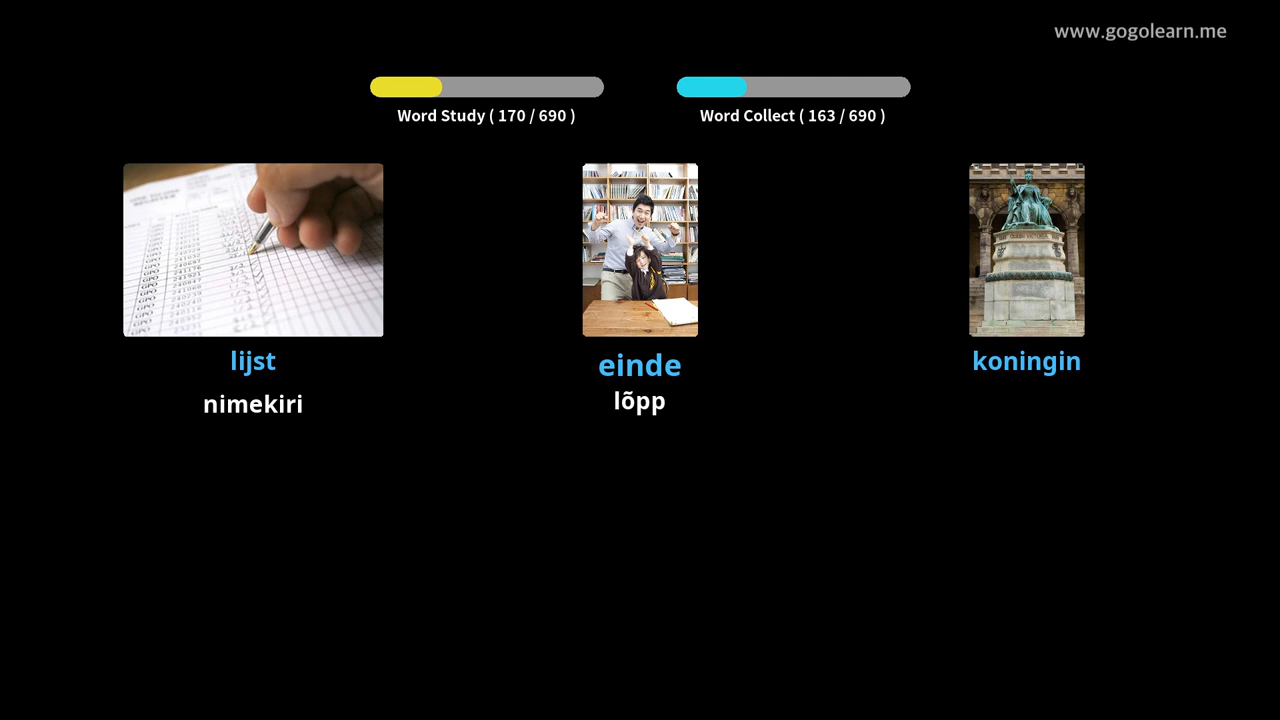 www.gogolearn.me
Word Study ( 170 / 690 )
Word Collect ( 163 / 690 )
lijst
einde
koningin
nimekiri
lõpp